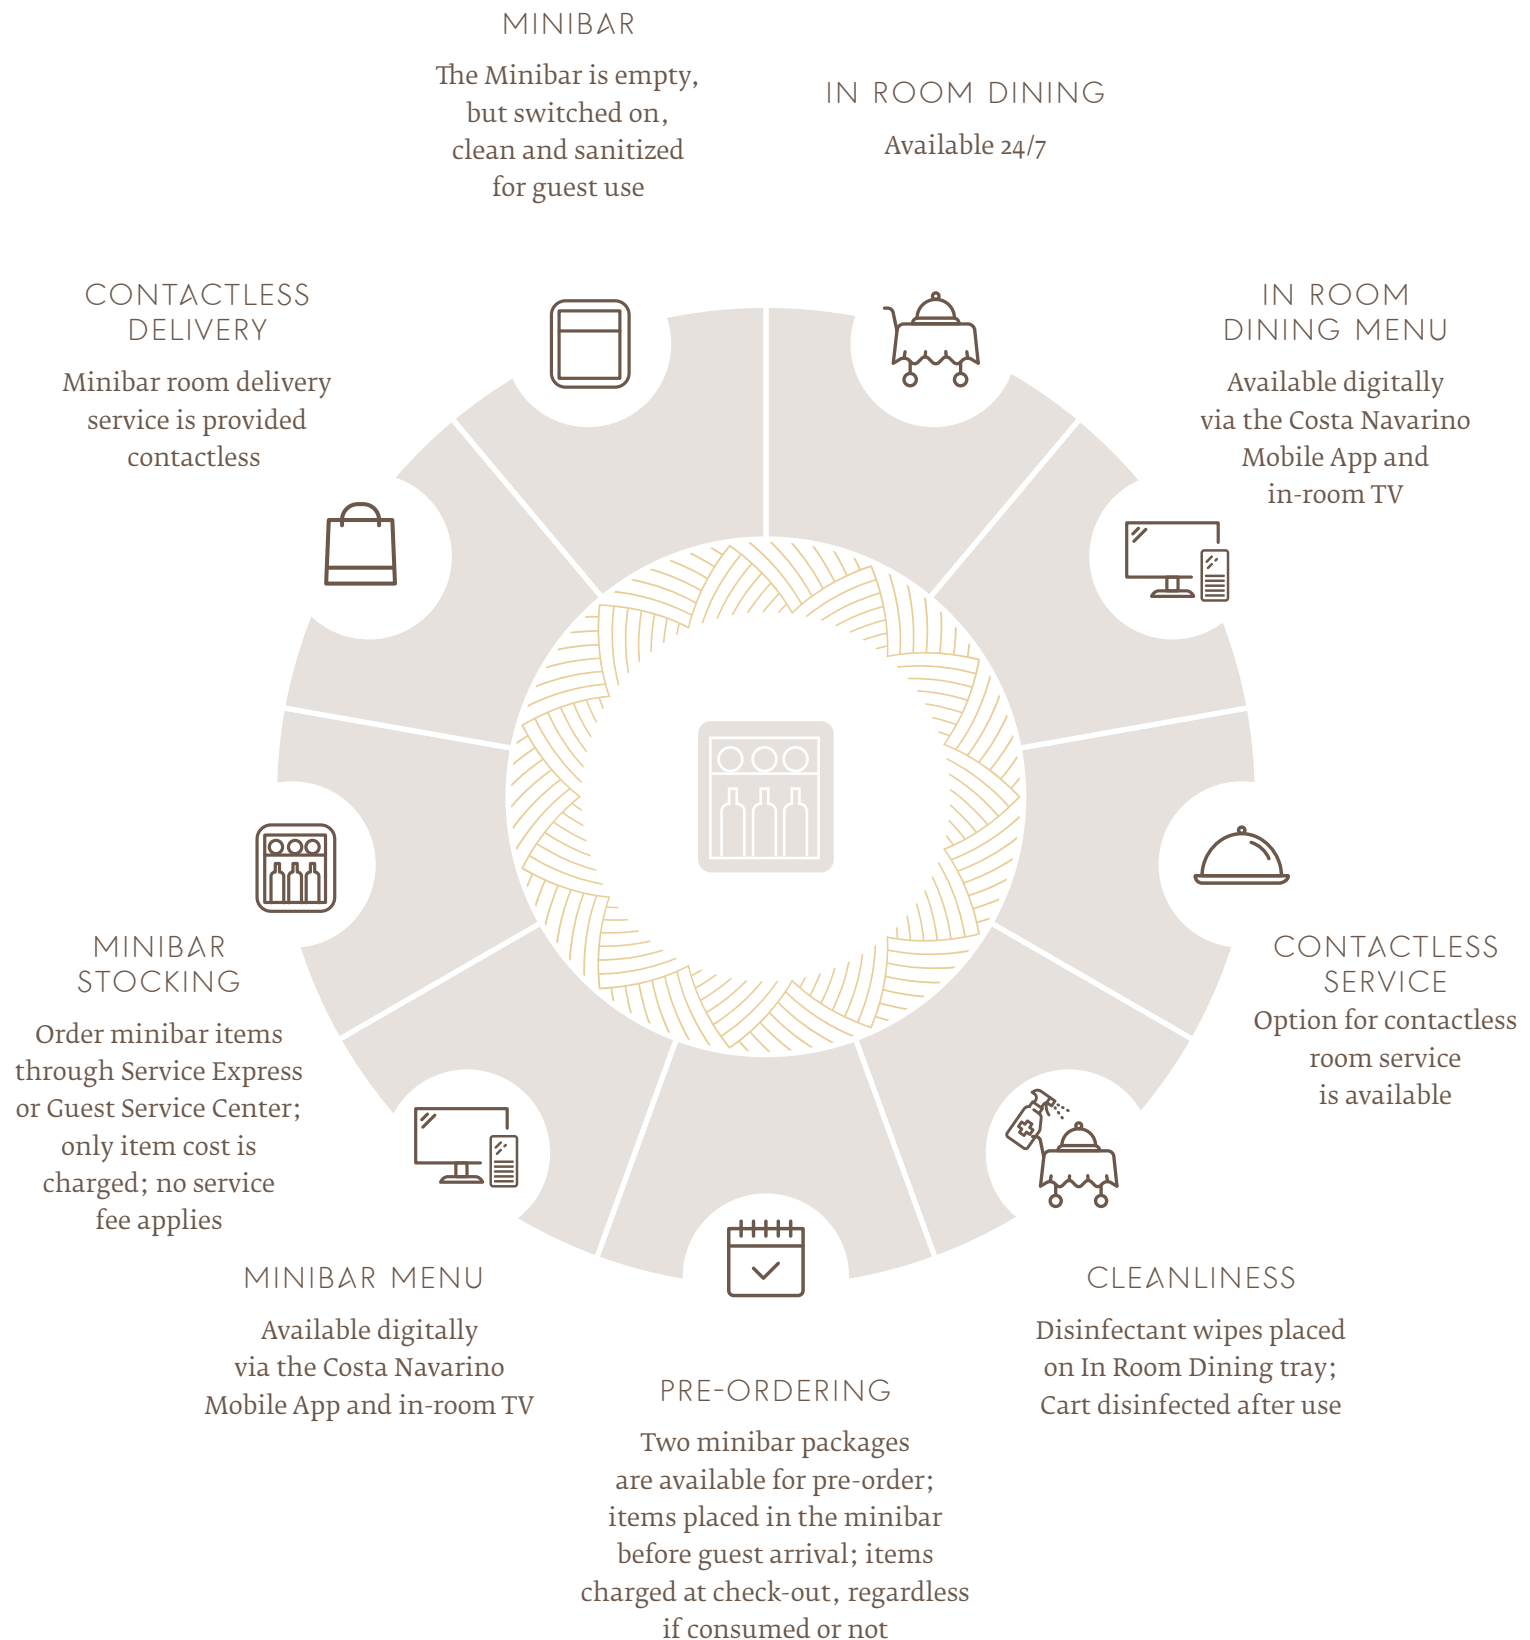 MINIBAR
The Minibar is empty,
but switched on,
clean and sanitized
for guest use
IN ROOM DINING
Available 24/7
IN ROOM
DINING MENU
Available digitally
via the Costa Navarino
Mobile App and
in-room TV
CONTACTLESS
SERVICE
Option for contactless
room service
is available
CLEANLINESS
Disinfectant wipes placed
on In Room Dining tray;
Cart disinfected after use
PRE-ORDERING
Two minibar packages
are available for pre-order;
items placed in the minibar
before guest arrival; items
charged at check-out, regardless
if consumed or not
MINIBAR MENU
Available digitally
via the Costa Navarino
Mobile App and in-room TV
MINIBAR
STOCKING
Order minibar items
through Service Express
or Guest Service Center;
only item cost is
charged; no service
fee applies
CONTACTLESS
DELIVERY
Minibar room delivery
service is provided
contactless